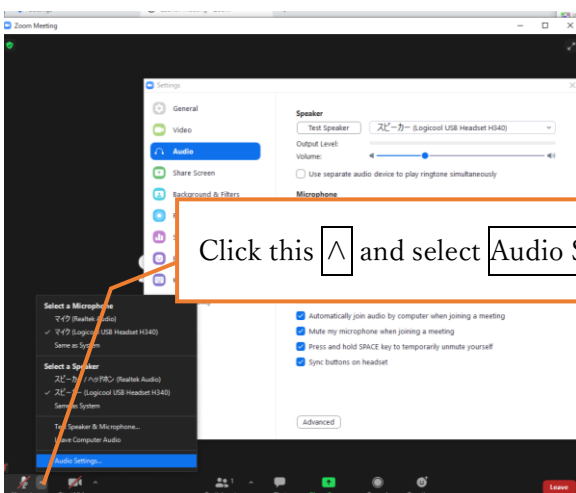 Zoom Meeting
Settings
General
Video
Audio
Share Screen
Background & Filters
Speaker
Test Speaker
スピーカー (Logicool USB Headset H340)
Output Level:
Volume:
Use separate audio device to play ringtone simultaneously
Microphone
Click this ^ and select Audio S
Automatically join audio by computer when joining a meeting
Mute my microphone when joining a meeting
Press and hold SPACE key to temporarily unmute yourself
Sync buttons on headset
Advanced
Select a Microphone
マイク (Realtek Audio)
マイク (Logicool USB Headset H340)
Same as System
Select a Speaker
スピーカー / ヘッドホン (Realtek Audio)
スピーカー (Logicool USB Headset H340)
Same as System
Test Speaker & Microphone...
Leave Computer Audio
Audio Settings...
1
Leave